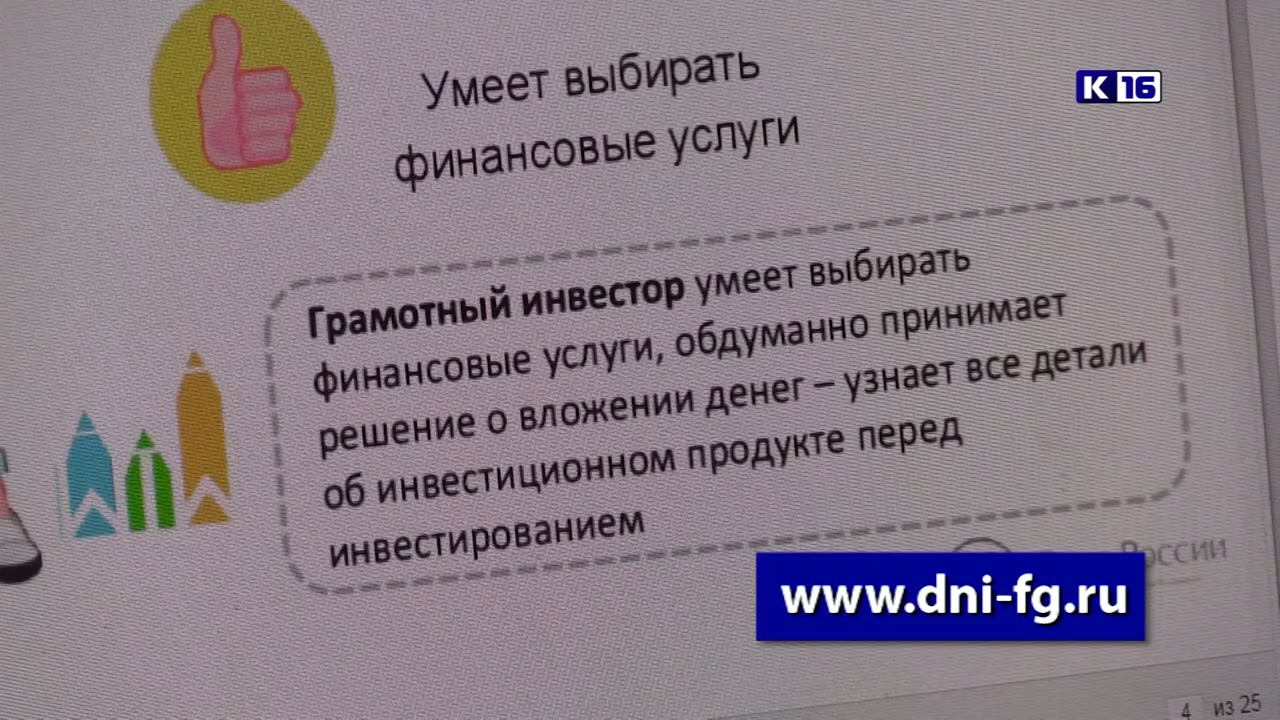 Умеет выбирать
финансовые услуги
К 16
Грамотный инвестор умеет выбирать
финансовые услуги, обдуманно принимает
решение о вложении денег – узнает все детали
об инвестиционном продукте перед
инвестированием
России
www.dni-fg.ru
4 из 25